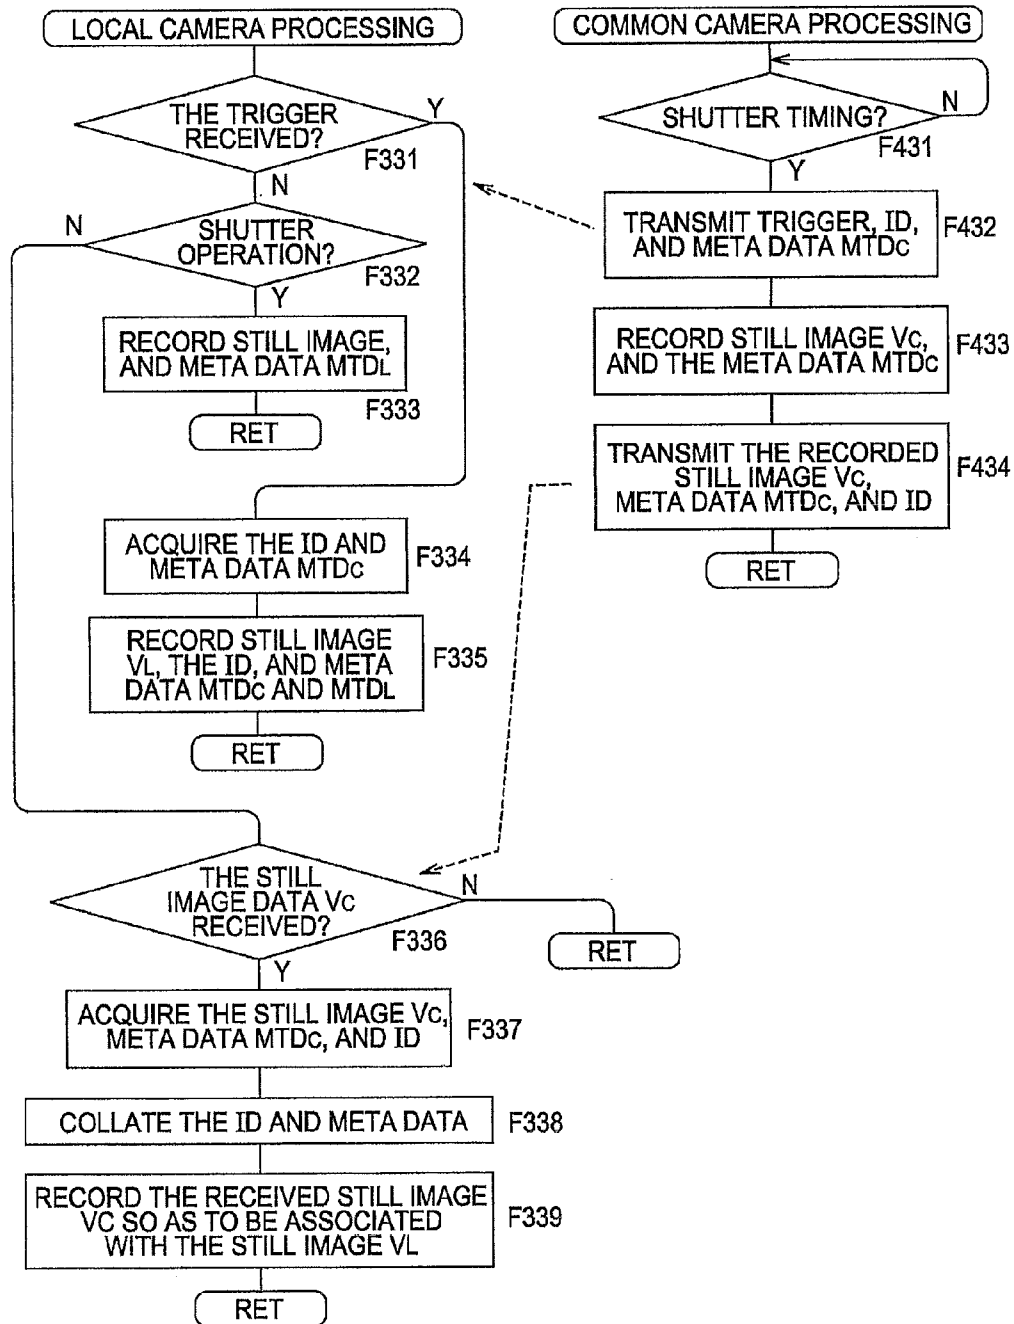 LOCAL CAMERA PROCESSING
THE TRIGGER
RECEIVED?
Y
F331
N
N
SHUTTER
OPERATION?
F332
Y
RECORD STILL IMAGE,
AND META DATA MTDL
F333
RET
ACQUIRE THE ID AND
META DATA MTDC
F334
RECORD STILL IMAGE
VL, THE ID, AND META
DATA MTDC AND MTDL
F335
RET
THE STILL
IMAGE DATA VC
RECEIVED?
N
F336
RET
Y
ACQUIRE THE STILL IMAGE VC,
META DATA MTDC, AND ID
F337
COLLATE THE ID AND META DATA
F338
RECORD THE RECEIVED STILL IMAGE
VC SO AS TO BE ASSOCIATED
WITH THE STILL IMAGE VL
F339
RET
COMMON CAMERA PROCESSING
SHUTTER TIMING?
N
F431
Y
TRANSMIT TRIGGER, ID,
AND META DATA MTDC
F432
RECORD STILL IMAGE VC,
AND THE META DATA MTDC
F433
TRANSMIT THE RECORDED
STILL IMAGE VC,
META DATA MTDC, AND ID
F434
RET